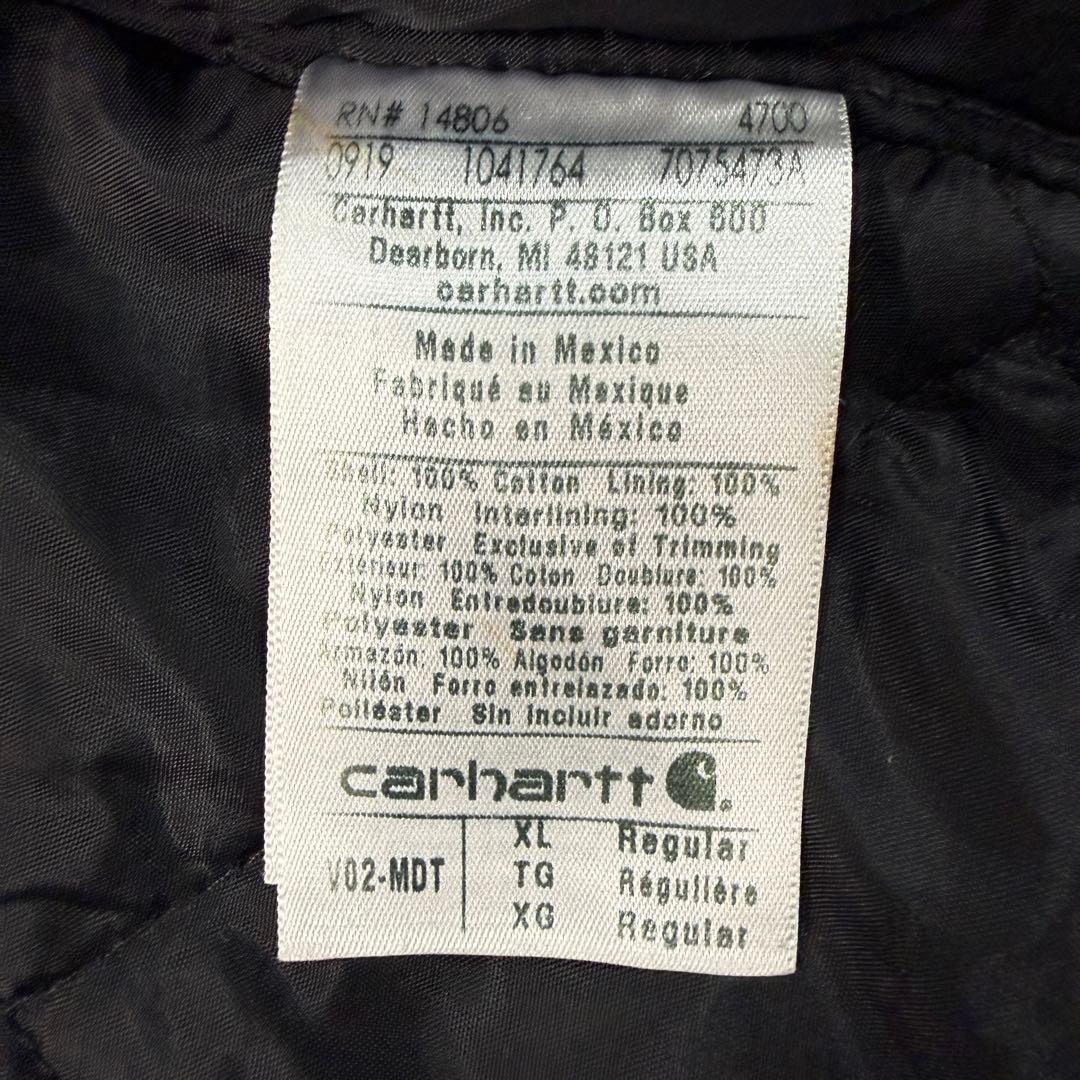 RN# 14806 4700
0919 1041764 7075473A
Carhartt, Inc. P. O. Box 600
Dearborn, MI 48121 USA
carhartt.com
Made in Mexico
Fabriqué au Mexique
Hecho en México
Shell: 100% Cotton Lining: 100%
Nylon Interlining: 100%
Polyester Exclusive of Trimming
Extérieur: 100% Coton Doublure: 100%
Nylon Entredoublure: 100%
Polyester Sans garniture
Armazón: 100% Algodón Forro: 100%
Nilón Forro entrelazado: 100%
Poliéster Sin incluir adorno
carhartt
V02-MDT XL Regular
TG Régulière
XG Regular